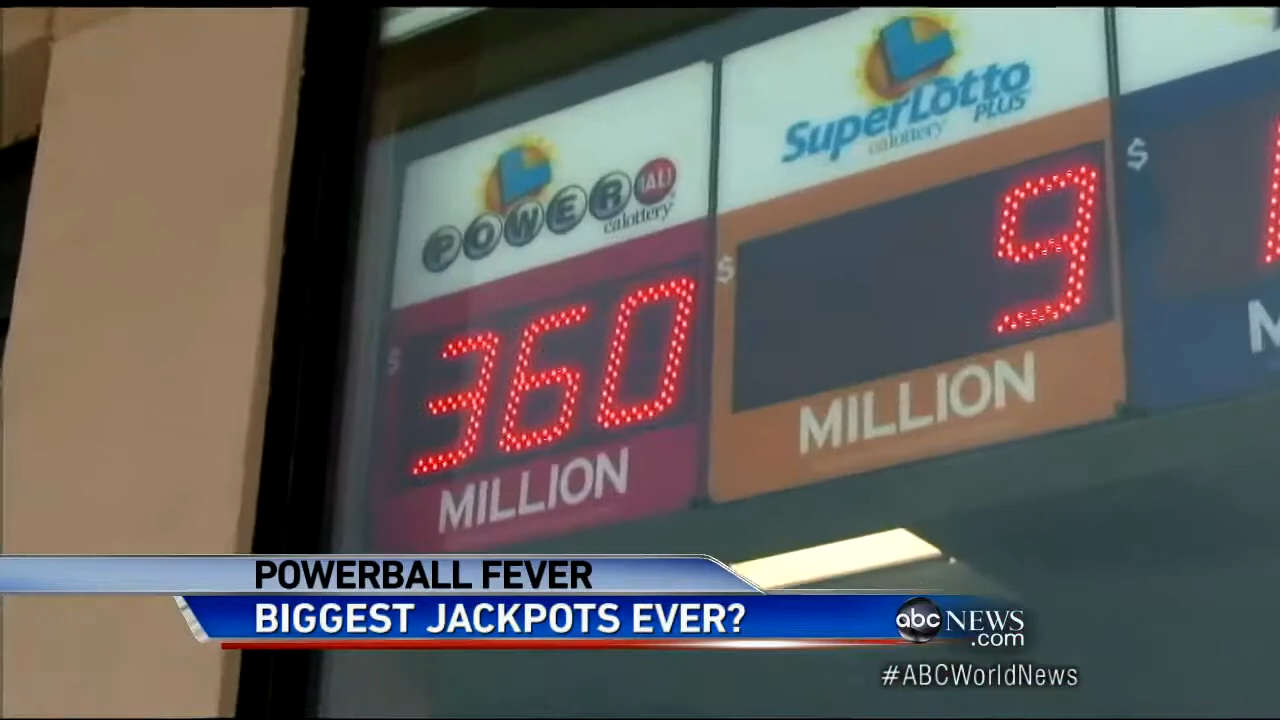 POWERBALL
calottery
$
360
MILLION
SuperLotto
PLUS
calottery
$
9
MILLION
$
M
POWERBALL FEVER
BIGGEST JACKPOTS EVER?
abc NEWS
.com
#ABCWorldNews